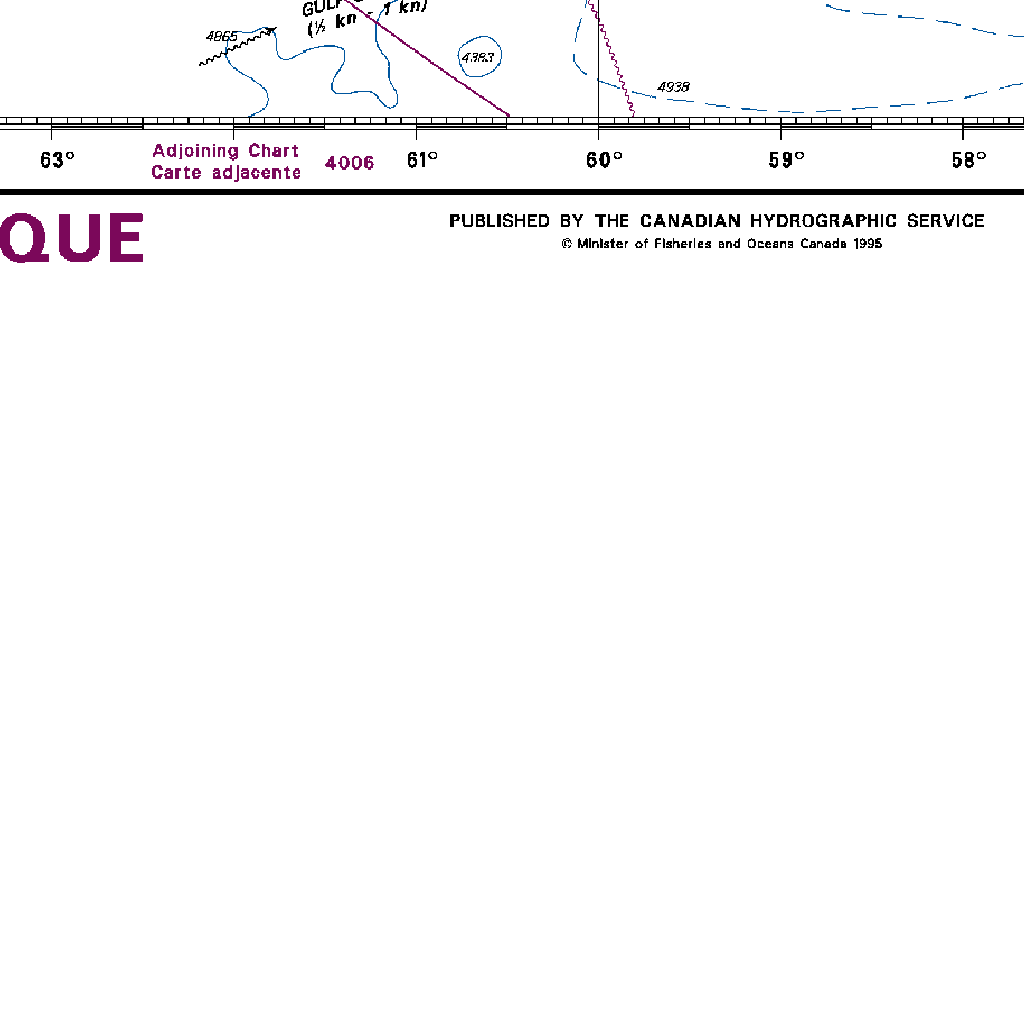 (½ kn - 1 kn)
4865
4383
4938
63° 61° 60° 59° 58°
Adjoining Chart
Carte adjacente
4006
QUE
PUBLISHED BY THE CANADIAN HYDROGRAPHIC SERVICE
© Minister of Fisheries and Oceans Canada 1995